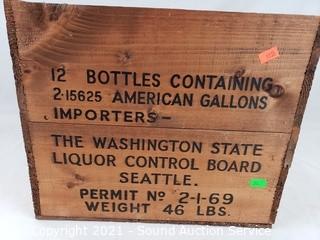 12 BOTTLES CONTAINING
2·15625 AMERICAN GALLONS
IMPORTERS-
THE WASHINGTON STATE
LIQUOR CONTROL BOARD
SEATTLE.
PERMIT Nº 2-1-69
WEIGHT 46 LBS.
Copyright 2021 - Sound Auction Service